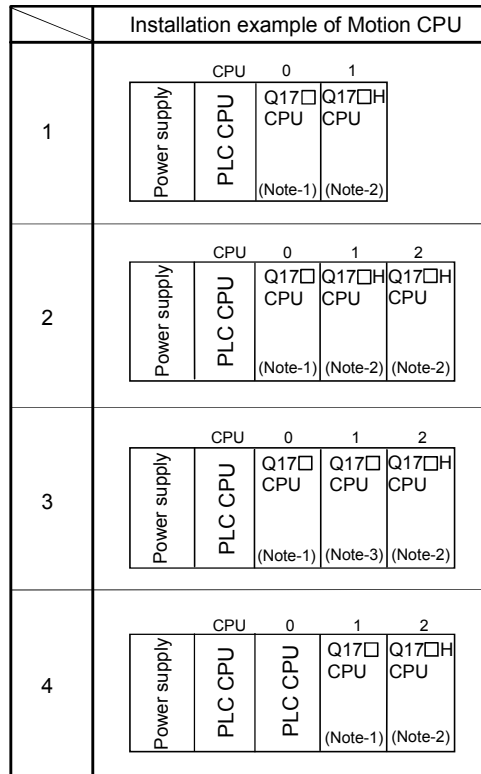 Installation example of Motion CPU
1
CPU 0 1
Power supply
PLC CPU
Q17□ CPU
(Note-1)
Q17□H CPU
(Note-2)
2
CPU 0 1 2
Power supply
PLC CPU
Q17□ CPU
(Note-1)
Q17□H CPU
(Note-2)
Q17□H CPU
(Note-2)
3
CPU 0 1 2
Power supply
PLC CPU
Q17□ CPU
(Note-1)
Q17□ CPU
(Note-3)
Q17□H CPU
(Note-2)
4
CPU 0 1 2
Power supply
PLC CPU
PLC CPU
Q17□ CPU
(Note-1)
Q17□H CPU
(Note-2)